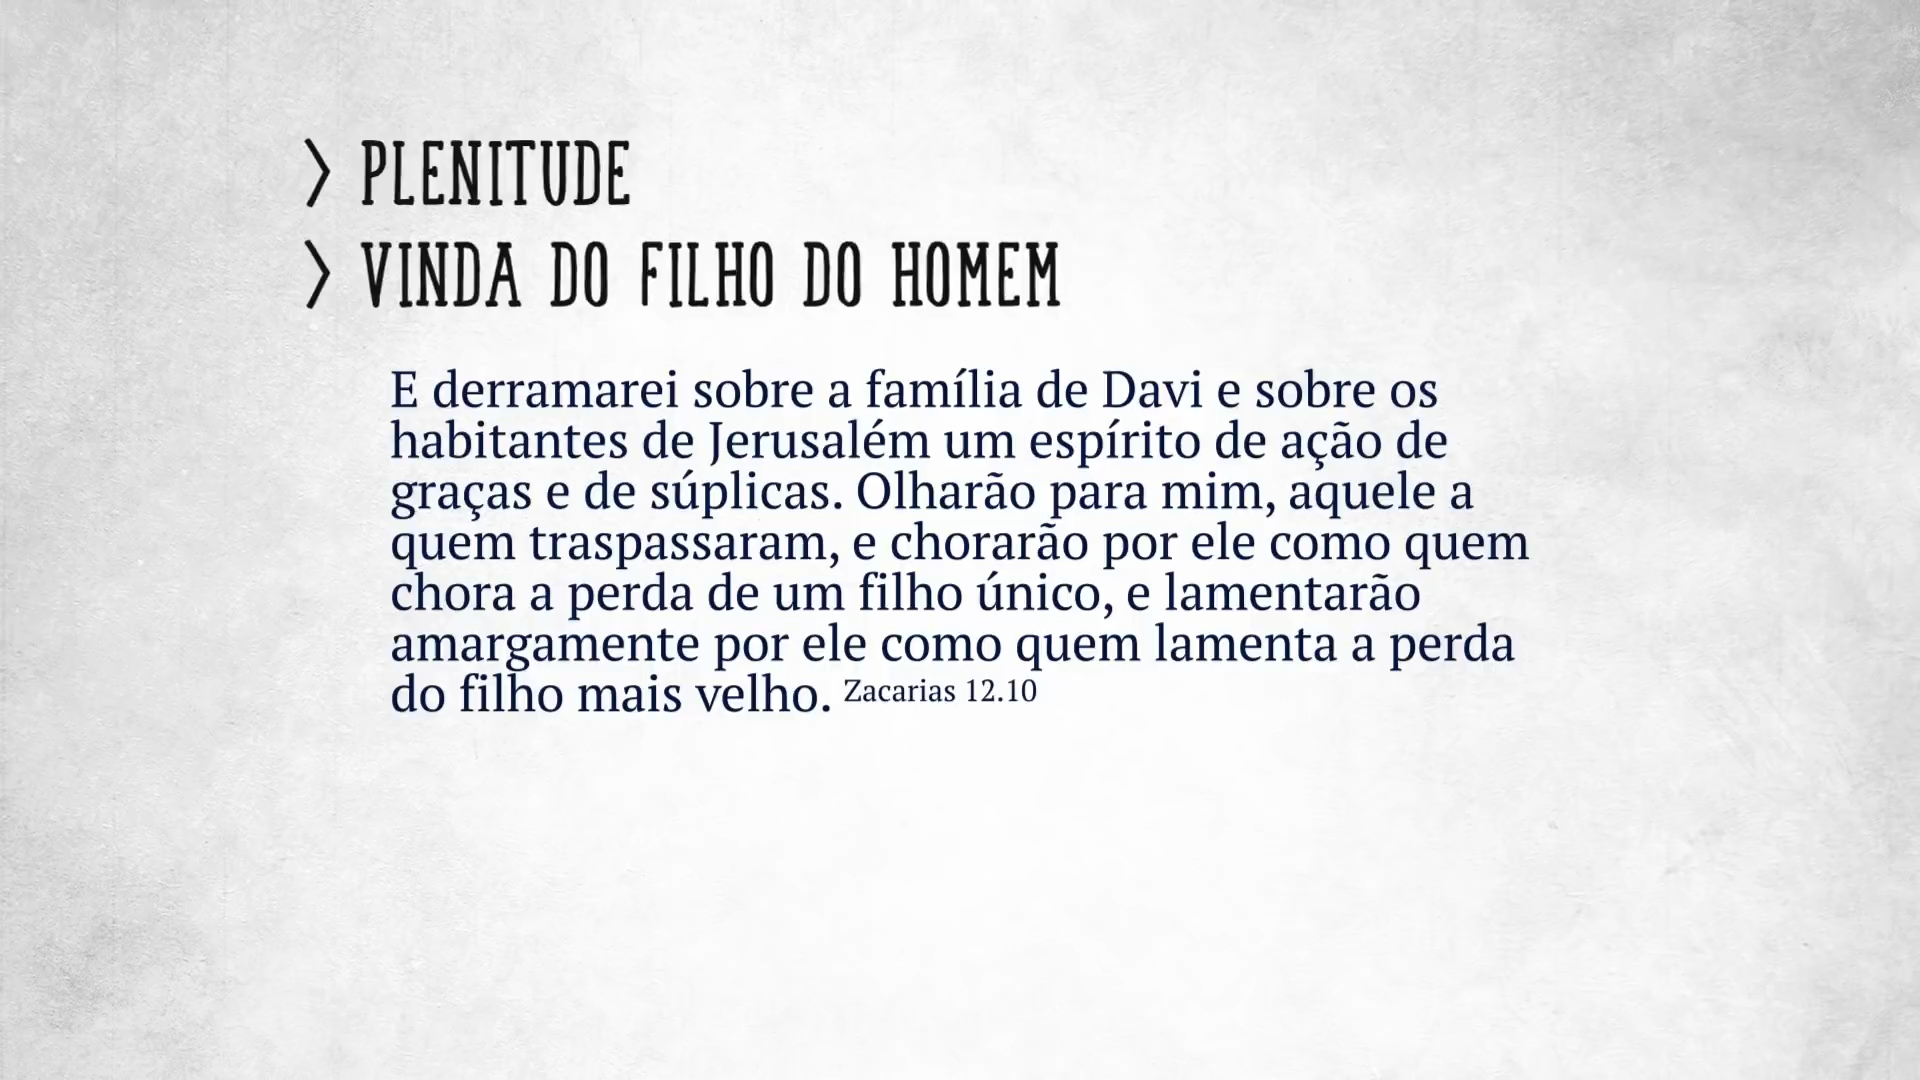 > PLENITUDE
> VINDA DO FILHO DO HOMEM
E derramarei sobre a família de Davi e sobre os
habitantes de Jerusalém um espírito de ação de
graças e de súplicas. Olharão para mim, aquele a
quem traspassaram, e chorarão por ele como quem
chora a perda de um filho único, e lamentarão
amargamente por ele como quem lamenta a perda
do filho mais velho. Zacarias 12.10